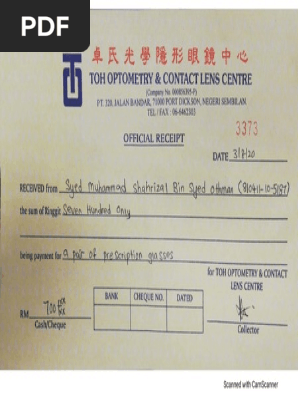 PDF
卓氏光學隱形眼鏡中心
TOH OPTOMETRY & CONTACT LENS CENTRE
(Company No. 000856395-P)
PT. 120, JALAN BANDAR, 71000 PORT DICKSON, NEGERI SEMBILAN
TEL / FAX : 06-6462303
OFFICIAL RECEIPT
3373
DATE 3/7/20
RECEIVED from Syed Muhammad Shahrizal Bin Syed Othman (810411-10-5197)
the sum of Ringgit Seven Hundred Only
being payment for A pair of prescription glasses
for TOH OPTOMETRY & CONTACT
LENS CENTRE
BANK CHEQUE NO. DATED
RM 700
Cash/Cheque
Collector
Scanned with CamScanner